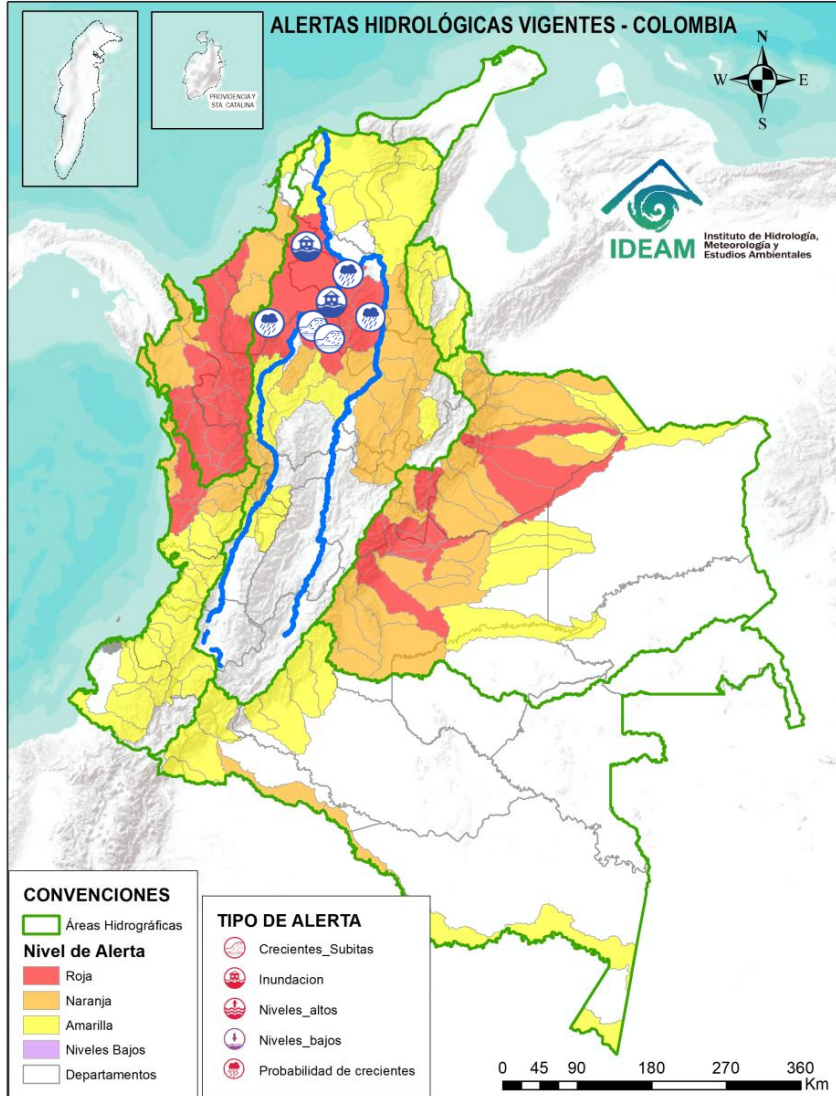 ALERTAS HIDROLÓGICAS VIGENTES - COLOMBIA
PROVIDENCIA Y
STA. CATALINA
N
W
E
S
IDEAM
Instituto de Hidrología,
Meteorología y
Estudios Ambientales
CONVENCIONES
Áreas Hidrográficas
Nivel de Alerta
Roja
Naranja
Amarilla
Niveles Bajos
Departamentos
TIPO DE ALERTA
Crecientes_Subitas
Inundacion
Niveles_altos
Niveles_bajos
Probabilidad de crecientes
0 45 90 180 270 360
Km